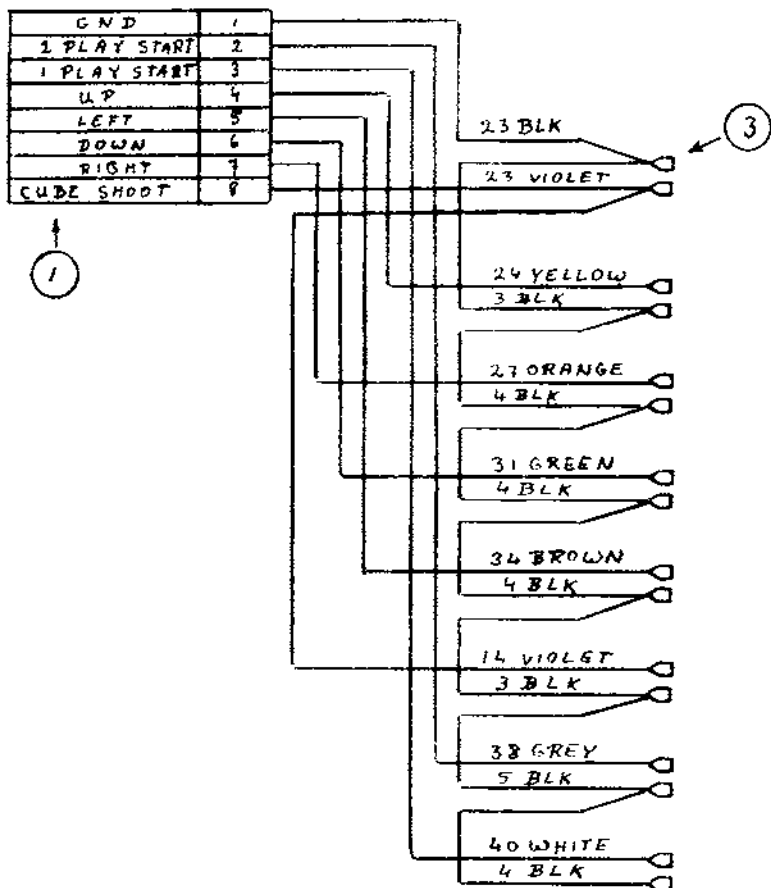 GND 1
2 PLAY START 2
1 PLAY START 3
UP 4
LEFT 5
DOWN 6
RIGHT 7
CUBE SHOOT 8
1
3
23 BLK
23 VIOLET
24 YELLOW
3 BLK
27 ORANGE
4 BLK
31 GREEN
4 BLK
34 BROWN
4 BLK
14 VIOLET
3 BLK
38 GREY
5 BLK
40 WHITE
4 BLK